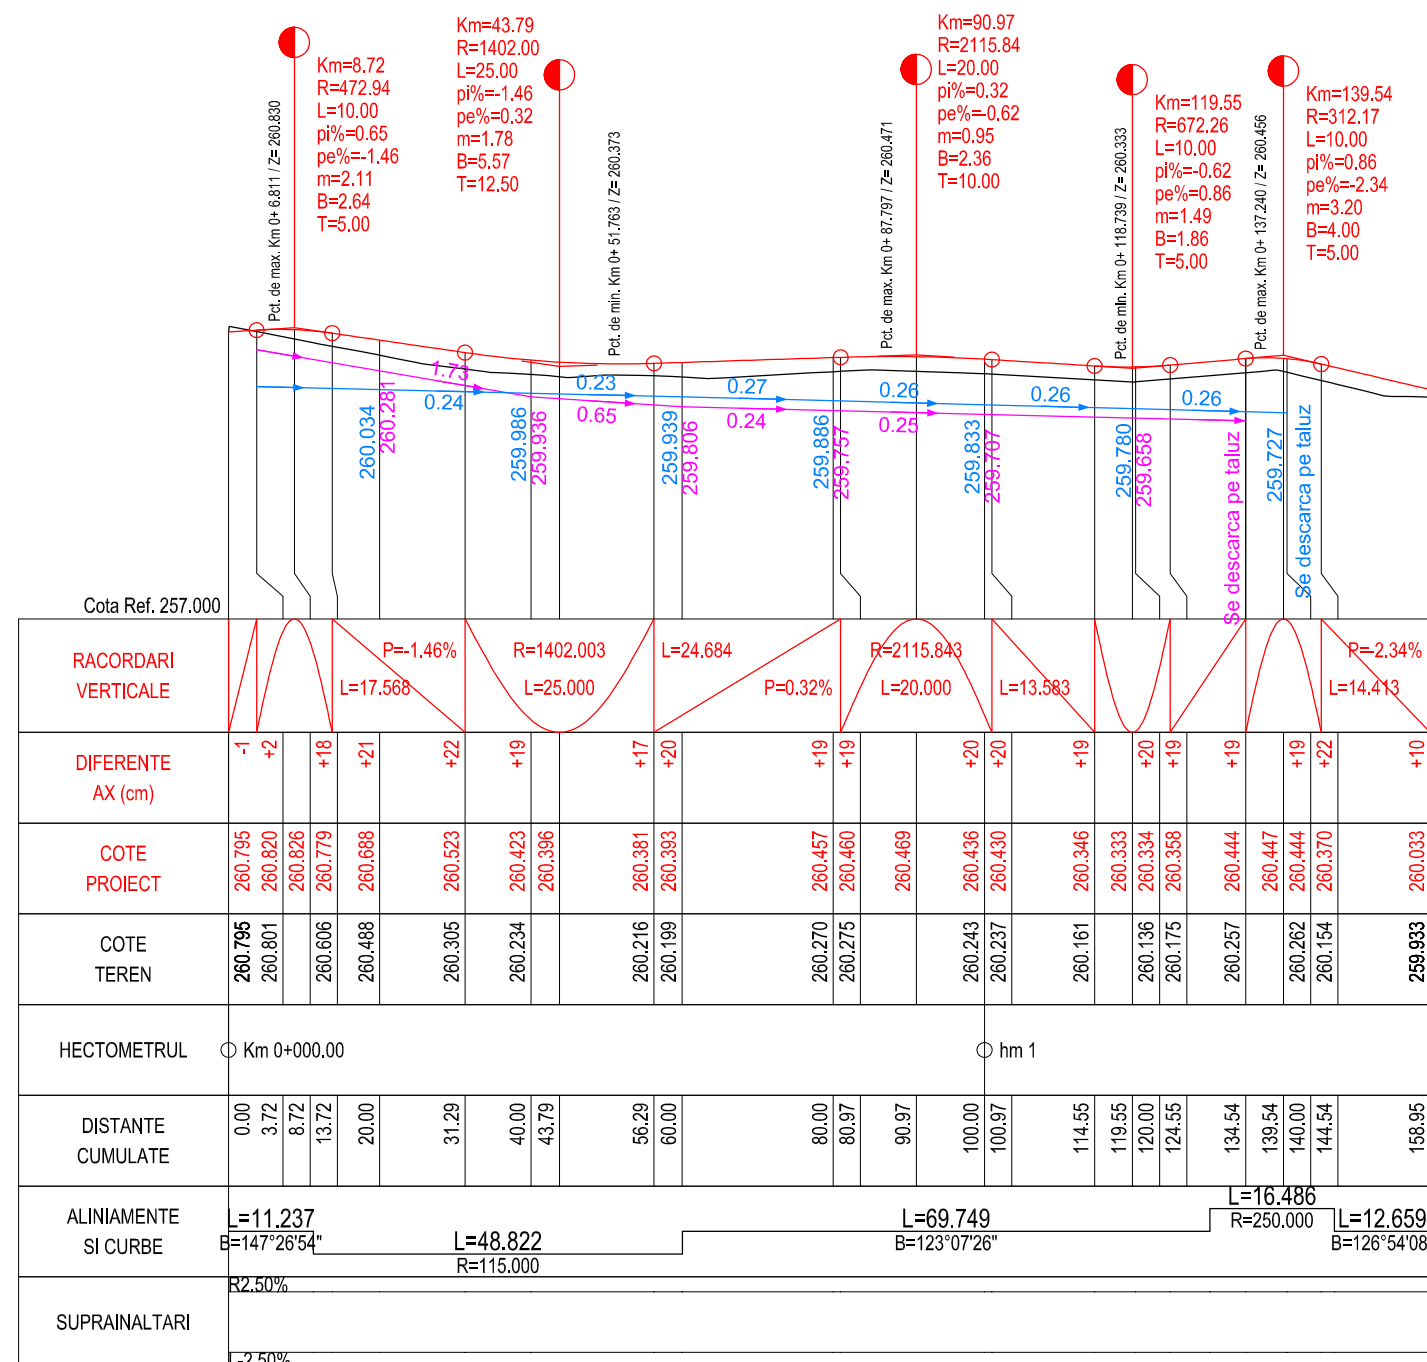 Km=8.72
R=472.94
L=10.00
pi%=0.65
pe%=-1.46
m=2.11
B=2.64
T=5.00
Km=43.79
R=1402.00
L=25.00
pi%=-1.46
pe%=0.32
m=1.78
B=5.57
T=12.50
Km=90.97
R=2115.84
L=20.00
pi%=0.32
pe%=-0.62
m=0.95
B=2.36
T=10.00
Km=119.55
R=672.26
L=10.00
pi%=-0.62
pe%=0.86
m=1.49
B=1.86
T=5.00
Km=139.54
R=312.17
L=10.00
pi%=0.86
pe%=-2.34
m=3.20
B=4.00
T=5.00
Pct. de max. Km 0+ 6.811 / Z= 260.830
Pct. de min. Km 0+ 51.763 / Z= 260.373
Pct. de max. Km 0+ 87.797 / Z= 260.471
Pct. de min. Km 0+ 118.739 / Z= 260.333
Pct. de max. Km 0+ 137.240 / Z= 260.456
1.73
0.24
0.23
0.65
0.27
0.24
0.26
0.25
0.26
0.26
260.034
260.281
259.986
259.936
259.939
259.806
259.886
259.757
259.833
259.707
259.780
259.658
Se descarca pe taluz
259.727
Se descarca pe taluz
Cota Ref. 257.000
RACORDARI
VERTICALE
P=-1.46%
L=17.568
R=1402.003
L=25.000
L=24.684
P=0.32%
R=2115.843
L=20.000
L=13.583
P=-2.34%
L=14.413
DIFERENTE
AX (cm)
-1
+2
+18
+21
+22
+19
+17
+20
+19
+19
+20
+20
+19
+20
+19
+19
+19
+22
+10
COTE
PROIECT
260.795
260.820
260.826
260.779
260.688
260.523
260.423
260.396
260.381
260.393
260.457
260.460
260.469
260.436
260.430
260.346
260.333
260.334
260.358
260.444
260.447
260.444
260.370
260.033
COTE
TEREN
260.795
260.801
260.606
260.488
260.305
260.234
260.216
260.199
260.270
260.275
260.243
260.237
260.161
260.136
260.175
260.257
260.262
260.154
259.933
HECTOMETRUL
Km 0+000.00
hm 1
DISTANTE
CUMULATE
0.00
3.72
8.72
13.72
20.00
31.29
40.00
43.79
56.29
60.00
80.00
80.97
90.97
100.00
100.97
114.55
119.55
120.00
124.55
134.54
139.54
140.00
144.54
158.95
ALINIAMENTE
SI CURBE
L=11.237
B=147°26'54"
L=48.822
R=115.000
L=69.749
B=123°07'26"
L=16.486
R=250.000
L=12.659
B=126°54'08
SUPRAINALTARI
R2.50%
L-2.50%